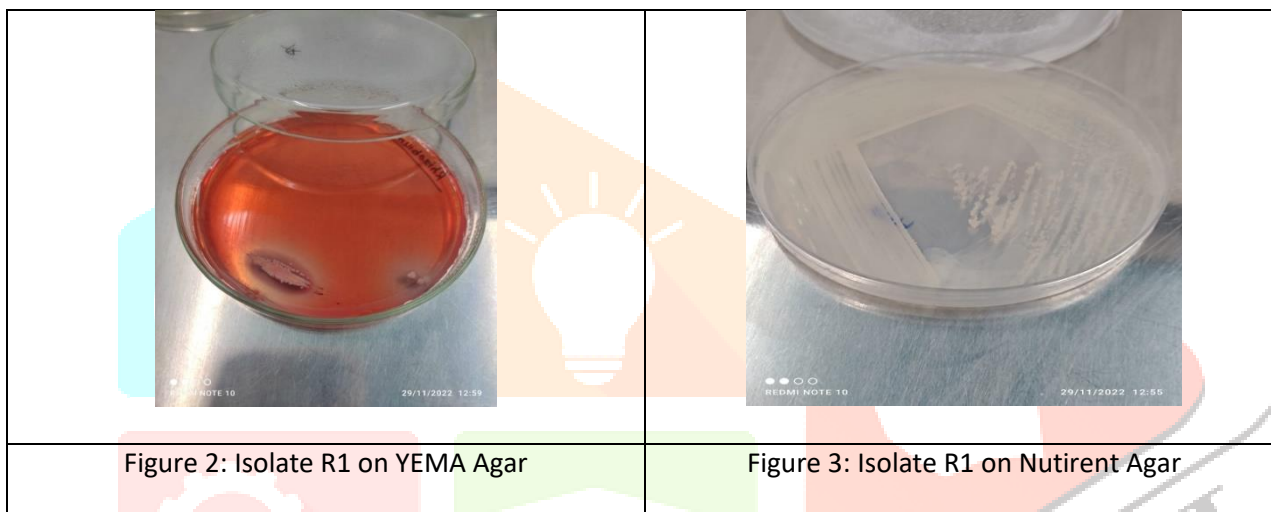 REDMI NOTE 10
29/11/2022 12:59
REDMI NOTE 10
29/11/2022 12:55
Figure 2: Isolate R1 on YEMA Agar
Figure 3: Isolate R1 on Nutirent Agar